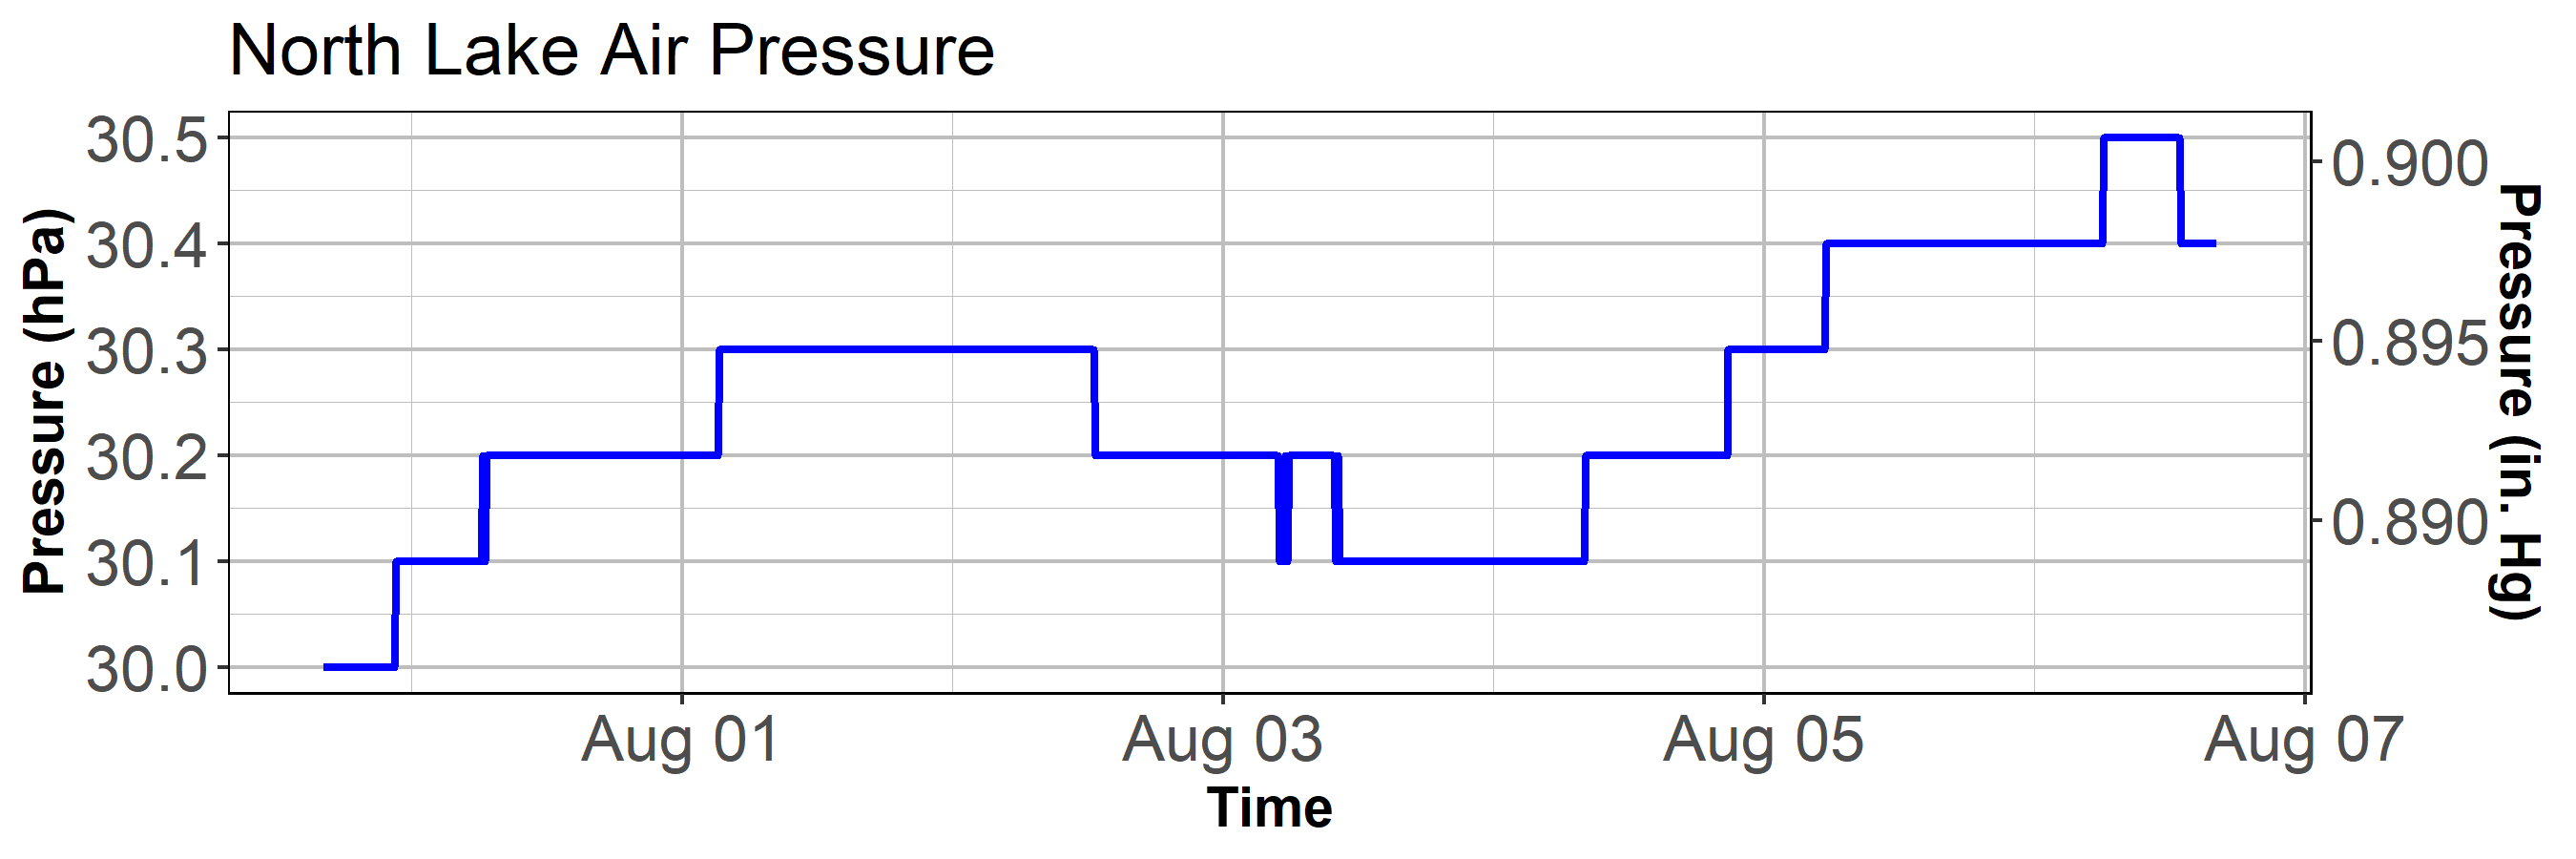 North Lake Air Pressure
Pressure (hPa)
30.5
30.4
30.3
30.2
30.1
30.0
0.900
0.895
0.890
Pressure (in. Hg)
Aug 01 Aug 03 Aug 05 Aug 07
Time